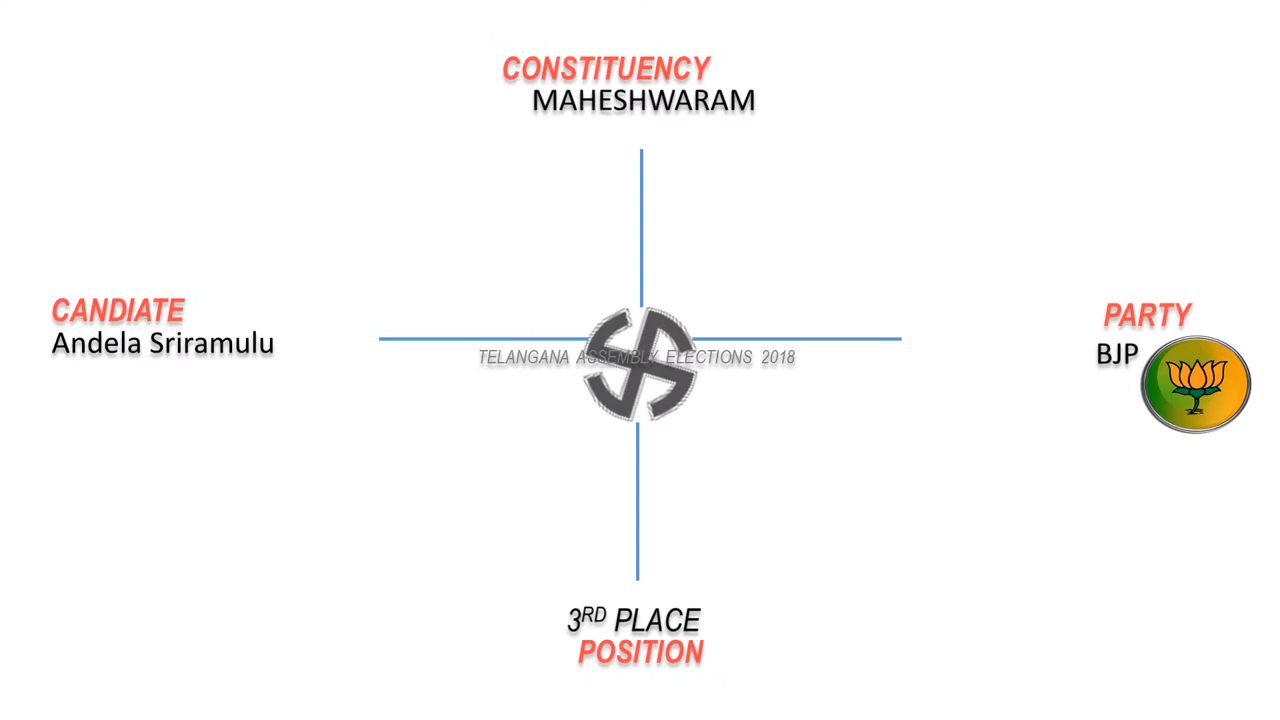 CONSTITUENCY
MAHESHWARAM
CANDIATE
Andela Sriramulu
PARTY
BJP
TELANGANA ASSEMBLY ELECTIONS 2018
3RD PLACE
POSITION